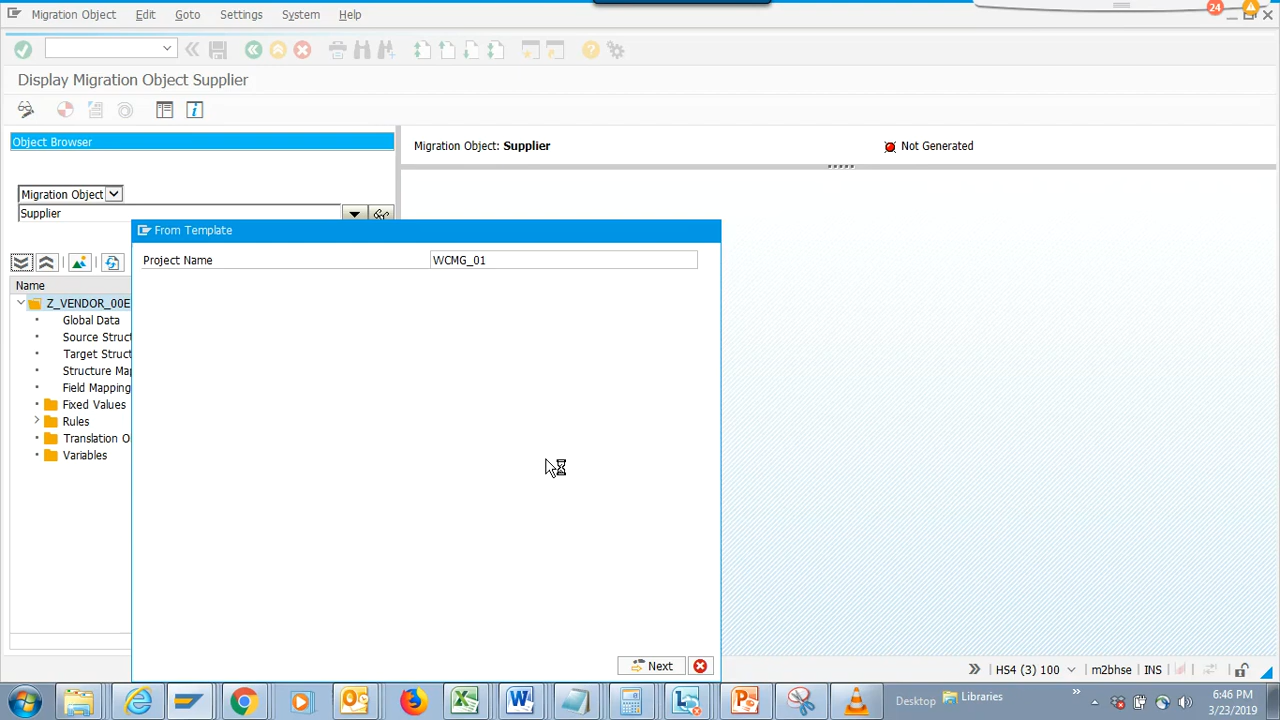 Migration Object Edit Goto Settings System Help
24
Display Migration Object Supplier
Object Browser
Migration Object: Supplier
Not Generated
Migration Object
Supplier
From Template
Project Name
WCMG_01
Name
Z_VENDOR_00E
Global Data
Source Struct
Target Struct
Structure Ma
Field Mapping
Fixed Values
Rules
Translation O
Variables
Next
HS4 (3) 100
m2bhse
INS
Desktop
Libraries
6:46 PM
3/23/2019